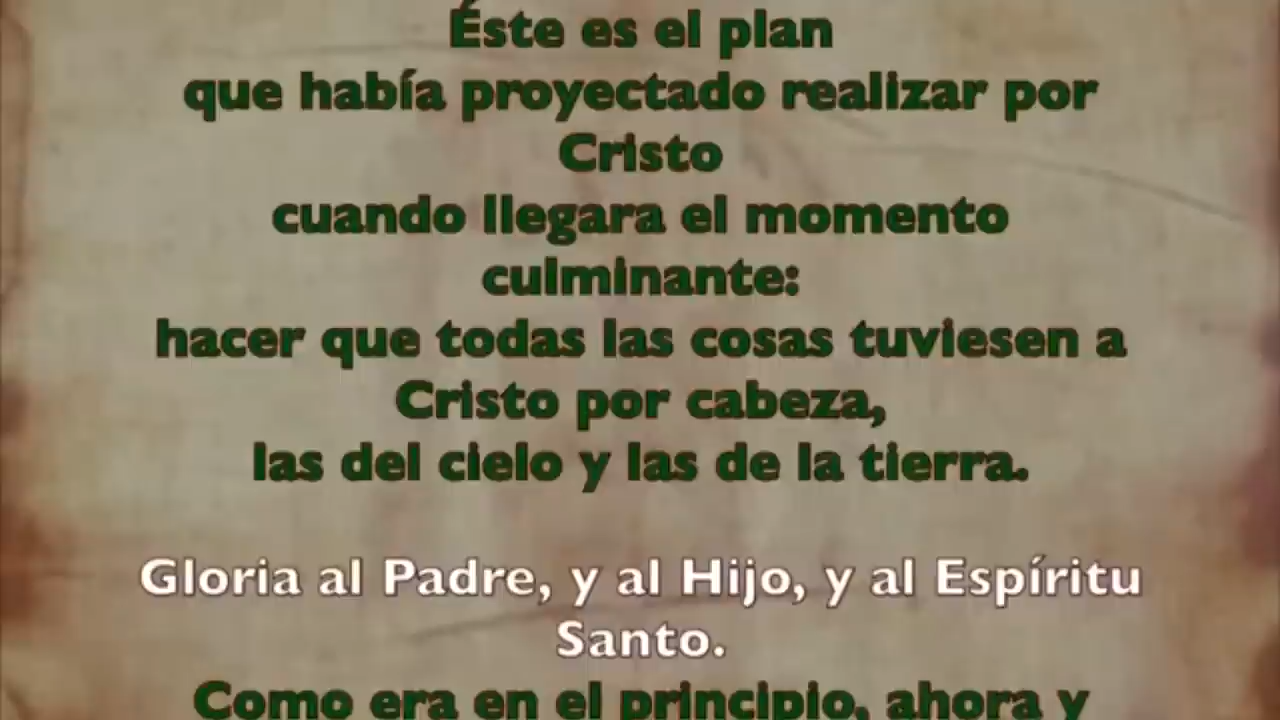 Éste es el plan
que había proyectado realizar por
Cristo
cuando llegara el momento
culminante:
hacer que todas las cosas tuviesen a
Cristo por cabeza,
las del cielo y las de la tierra.
Gloria al Padre, y al Hijo, y al Espíritu
Santo.
Como era en el principio, ahora y